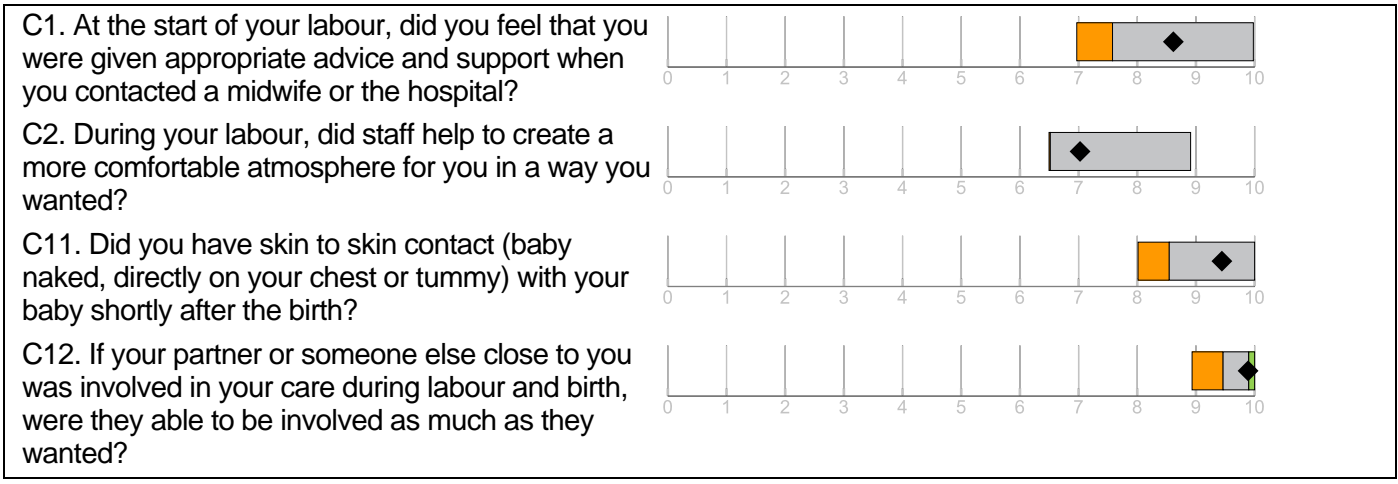 C1. At the start of your labour, did you feel that you
were given appropriate advice and support when
you contacted a midwife or the hospital?
0 1 2 3 4 5 6 7 8 9 10
C2. During your labour, did staff help to create a
more comfortable atmosphere for you in a way you
wanted?
0 1 2 3 4 5 6 7 8 9 10
C11. Did you have skin to skin contact (baby
naked, directly on your chest or tummy) with your
baby shortly after the birth?
0 1 2 3 4 5 6 7 8 9 10
C12. If your partner or someone else close to you
was involved in your care during labour and birth,
were they able to be involved as much as they
wanted?
0 1 2 3 4 5 6 7 8 9 10